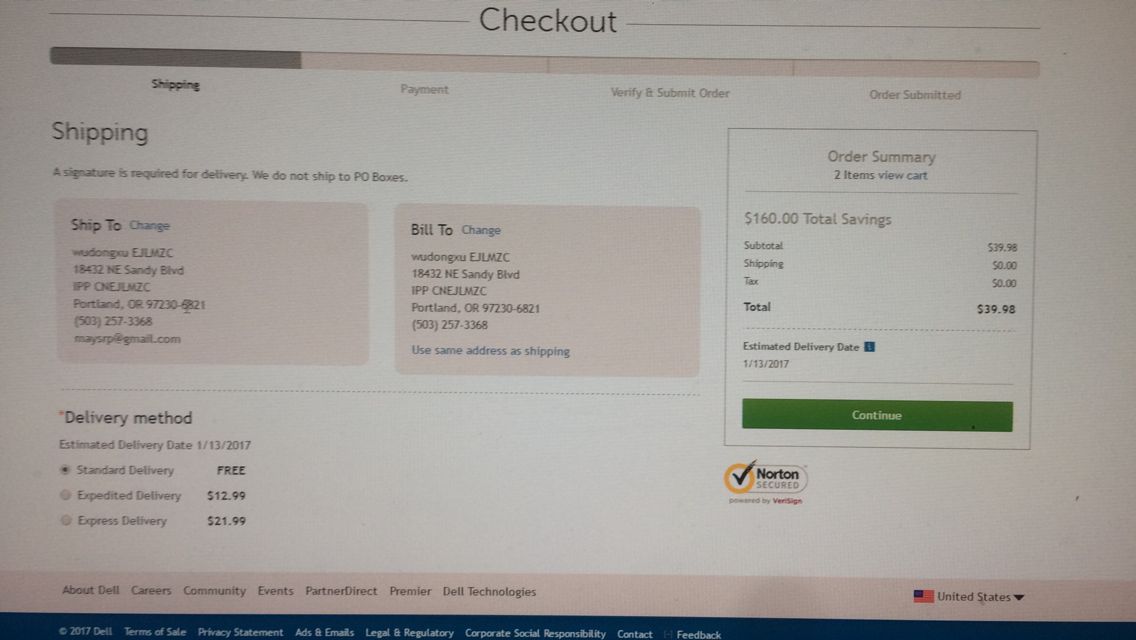 Checkout
Shipping
Payment
Verify & Submit Order
Order Submitted
Shipping
A signature is required for delivery. We do not ship to PO Boxes.
Ship To Change
wudongxu EJLMZC
18432 NE Sandy Blvd
IPP CNEJLMZC
Portland, OR 97230-6821
(503) 257-3368
maysrp@gmail.com
Bill To Change
wudongxu EJLMZC
18432 NE Sandy Blvd
IPP CNEJLMZC
Portland, OR 97230-6821
(503) 257-3368
Use same address as shipping
*Delivery method
Estimated Delivery Date 1/13/2017
Standard Delivery FREE
Expedited Delivery $12.99
Express Delivery $21.99
Order Summary
2 Items view cart
$160.00 Total Savings
Subtotal $39.98
Shipping $0.00
Tax $0.00
Total $39.98
Estimated Delivery Date
1/13/2017
Continue
Norton
SECURED
powered by VeriSign
About Dell Careers Community Events PartnerDirect Premier Dell Technologies
United States
© 2017 Dell Terms of Sale Privacy Statement Ads & Emails Legal & Regulatory Corporate Social Responsibility Contact [-] Feedback